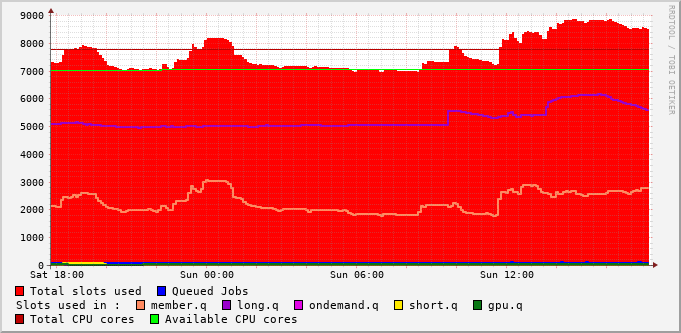 9000
8000
7000
6000
5000
4000
3000
2000
1000
0
Sat 18:00 Sun 00:00 Sun 06:00 Sun 12:00
Total slots used Queued Jobs
Slots used in : member.q long.q ondemand.q short.q gpu.q
Total CPU cores Available CPU cores
RRDTOOL / TOBI OETIKER